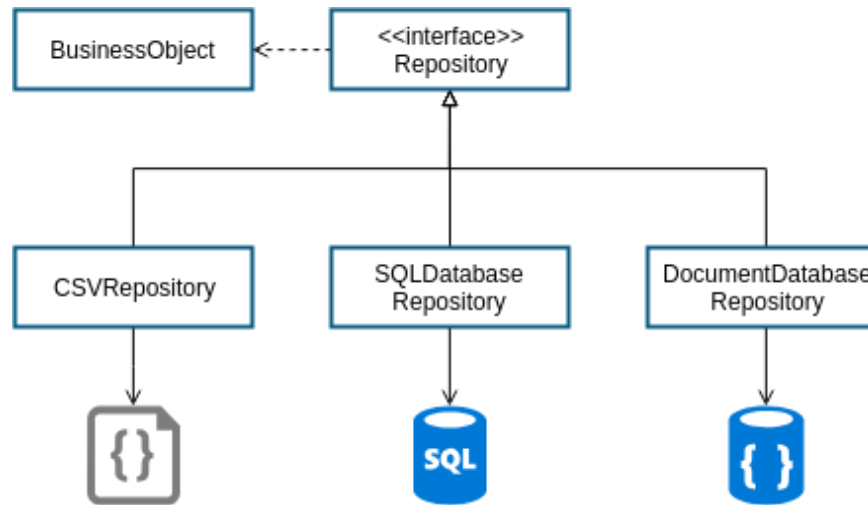 BusinessObject
<<interface>>
Repository
CSVRepository
SQLDatabase
Repository
DocumentDatabase
Repository
{}
SQL
{ }